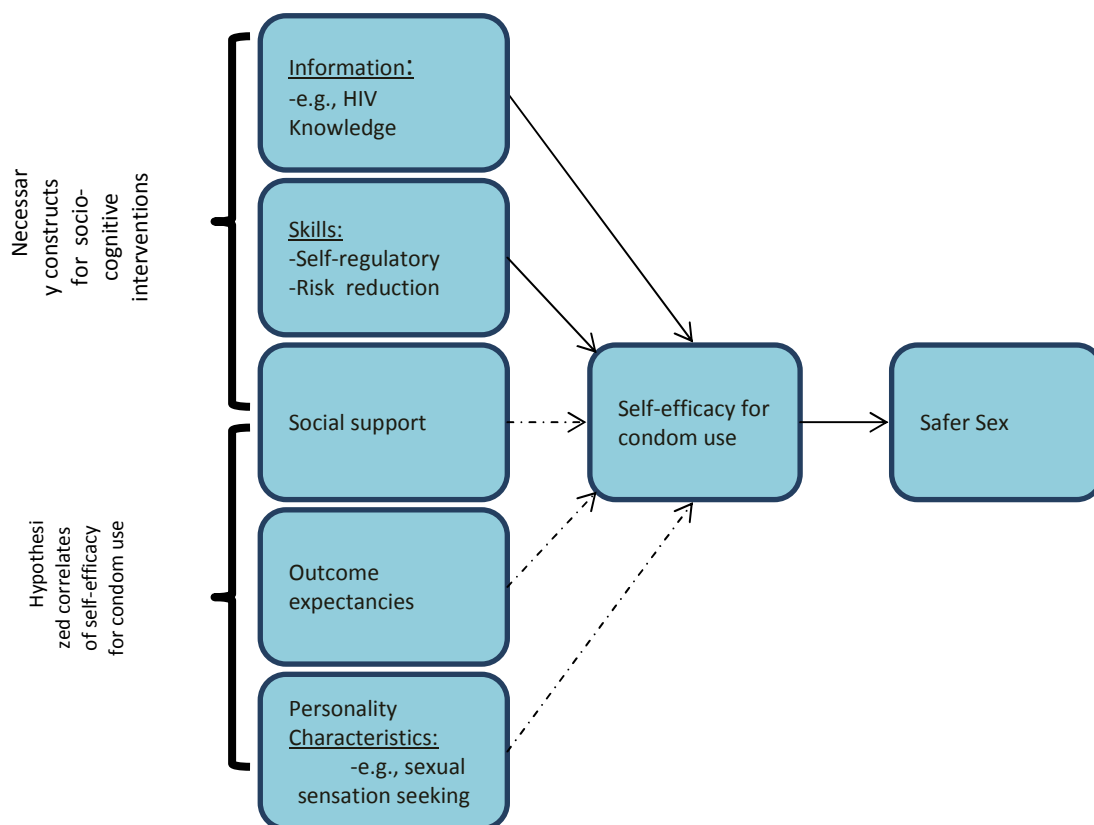 Necessar
y constructs
for socio-
cognitive
interventions
Hypothesi
zed correlates
of self-efficacy
for condom use
Information:
-e.g., HIV
Knowledge
Skills:
-Self-regulatory
-Risk reduction
Social support
Outcome
expectancies
Personality
Characteristics:
-e.g., sexual
sensation seeking
Self-efficacy for
condom use
Safer Sex